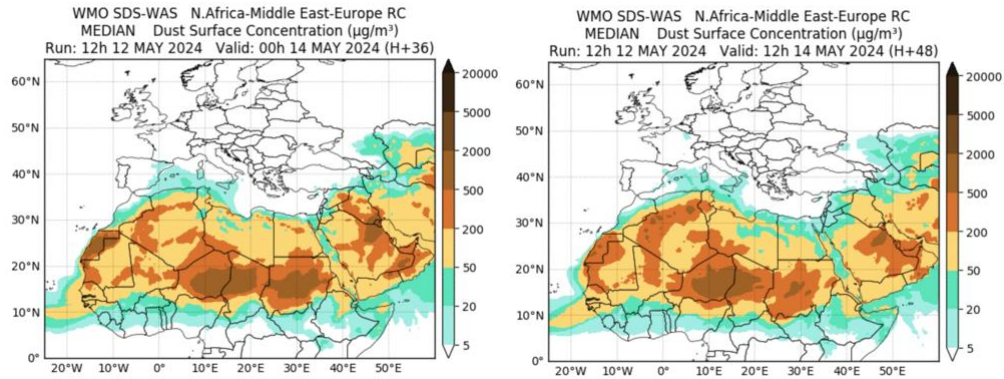 WMO SDS-WAS N.Africa-Middle East-Europe RC
MEDIAN Dust Surface Concentration (µg/m³)
Run: 12h 12 MAY 2024 Valid: 00h 14 MAY 2024 (H+36)
60°N
50°N
40°N
30°N
20°N
10°N
0°
20°W
10°W
0°
10°E
20°E
30°E
40°E
50°E
20000
5000
2000
500
200
50
20
5
WMO SDS-WAS N.Africa-Middle East-Europe RC
MEDIAN Dust Surface Concentration (µg/m³)
Run: 12h 12 MAY 2024 Valid: 12h 14 MAY 2024 (H+48)
60°N
50°N
40°N
30°N
20°N
10°N
0°
20°W
10°W
0°
10°E
20°E
30°E
40°E
50°E
20000
5000
2000
500
200
50
20
5